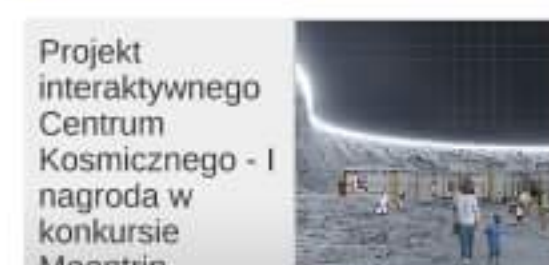 Projekt
interaktywnego
Centrum
Kosmicznego - I
nagroda w
konkursie